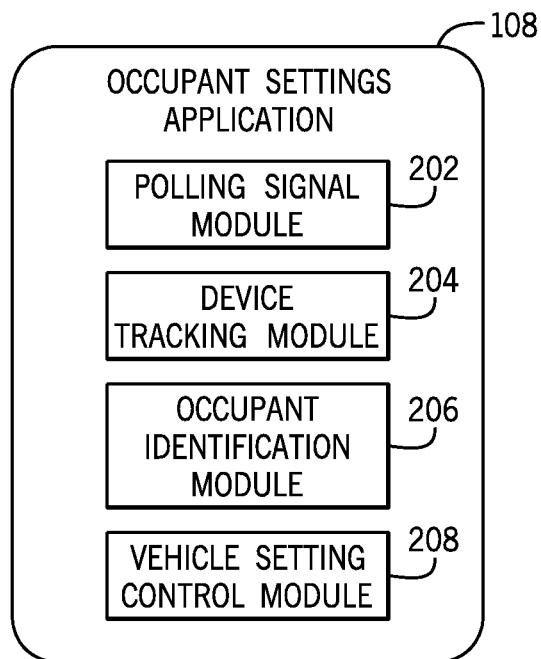 108
OCCUPANT SETTINGS
APPLICATION
202
POLLING SIGNAL
MODULE
204
DEVICE
TRACKING MODULE
206
OCCUPANT
IDENTIFICATION
MODULE
208
VEHICLE SETTING
CONTROL MODULE